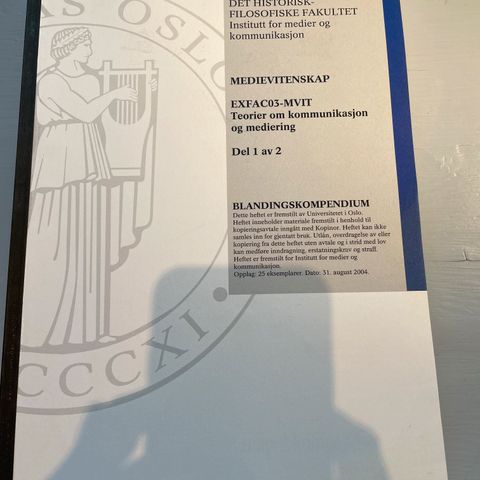 DET HISTORISK-
FILOSOFISKE FAKULTET
Institutt for medier og
kommunikasjon
MEDIEVITENSKAP
EXFAC03-MVIT
Teorier om kommunikasjon
og mediering
Del 1 av 2
BLANDINGSKOMPENDIUM
Dette heftet er fremstilt av Universitetet i Oslo.
Heftet inneholder materiale fremstilt i henhold til
kopieringsavtale inngått med Kopinor. Heftet kan ikke
samles inn for gjentatt bruk. Utlån, overdragelse av eller
kopiering fra dette heftet uten avtale og i strid med lov
kan medføre inndragning, erstatningskrav og straff.
Heftet er fremstilt for Institutt for medier og
kommunikasjon.
Opplag: 25 eksemplarer. Dato: 31. august 2004.
AS OSLO
CCCXI